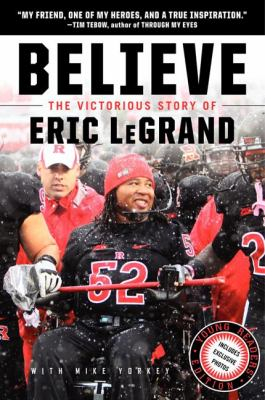 "MY FRIEND, ONE OF MY HEROES, AND A TRUE INSPIRATION."
—TIM TEBOW, author of THROUGH MY EYES
BELIEVE
THE VICTORIOUS STORY OF
ERIC LeGRAND
R
R
52
52
WITH MIKE YORKEY
YOUNG READERS'
INCLUDES
EXCLUSIVE
PHOTOS
EDITION